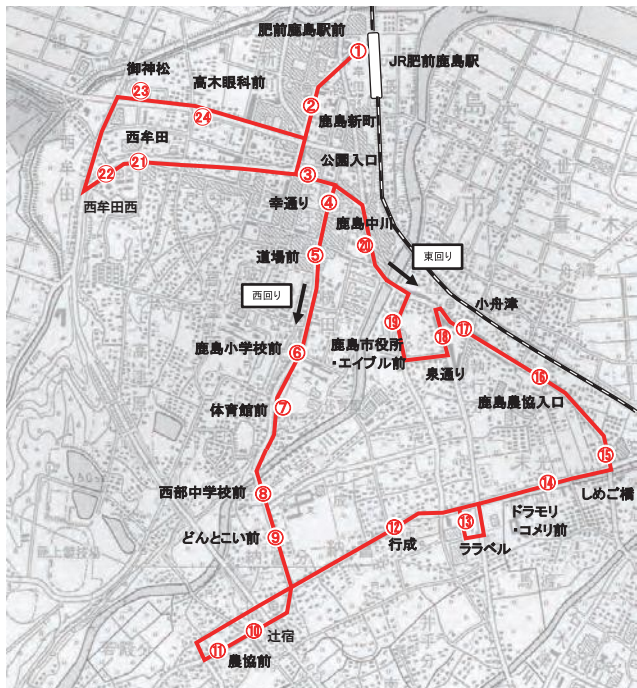 肥前鹿島駅前
①
JR肥前鹿島駅
御神松
㉓
高木眼科前
㉔
②
鹿島新町
西牟田
㉑
㉒
西牟田西
公園入口
③
幸通り
④
鹿島中川
⑳
道場前
⑤
東回り
西回り
小舟津
⑲
⑱
⑰
鹿島小学校前
⑥
鹿島市役所
・エイブル前
泉通り
⑯
体育館前
⑦
鹿島農協入口
⑮
西部中学校前
⑧
⑭
しめご橋
どんとこい前
⑨
⑫
行成
⑬
ララベル
ドラモリ
・コメリ前
⑩
辻宿
⑪
農協前